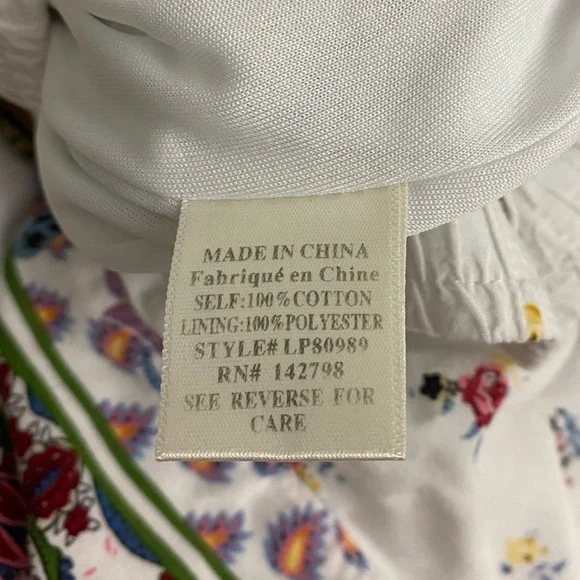 MADE IN CHINA
Fabriqué en Chine
SELF:100%COTTON
LINING:100%POLYESTER
STYLE# LP80989
RN# 142798
SEE REVERSE FOR
CARE